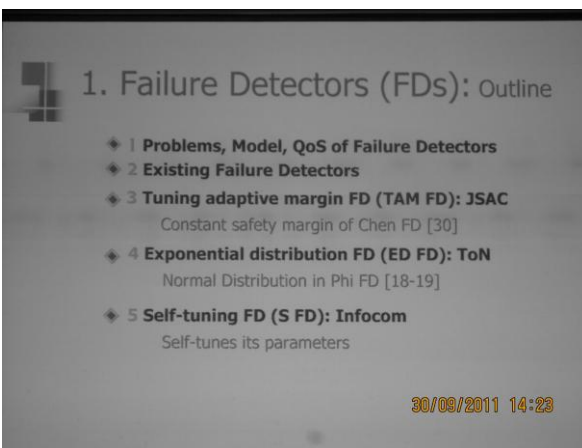 1. Failure Detectors (FDs): Outline
1 Problems, Model, QoS of Failure Detectors
2 Existing Failure Detectors
3 Tuning adaptive margin FD (TAM FD): JSAC
Constant safety margin of Chen FD [30]
4 Exponential distribution FD (ED FD): ToN
Normal Distribution in Phi FD [18-19]
5 Self-tuning FD (S FD): Infocom
Self-tunes its parameters
30/09/2011 14:23